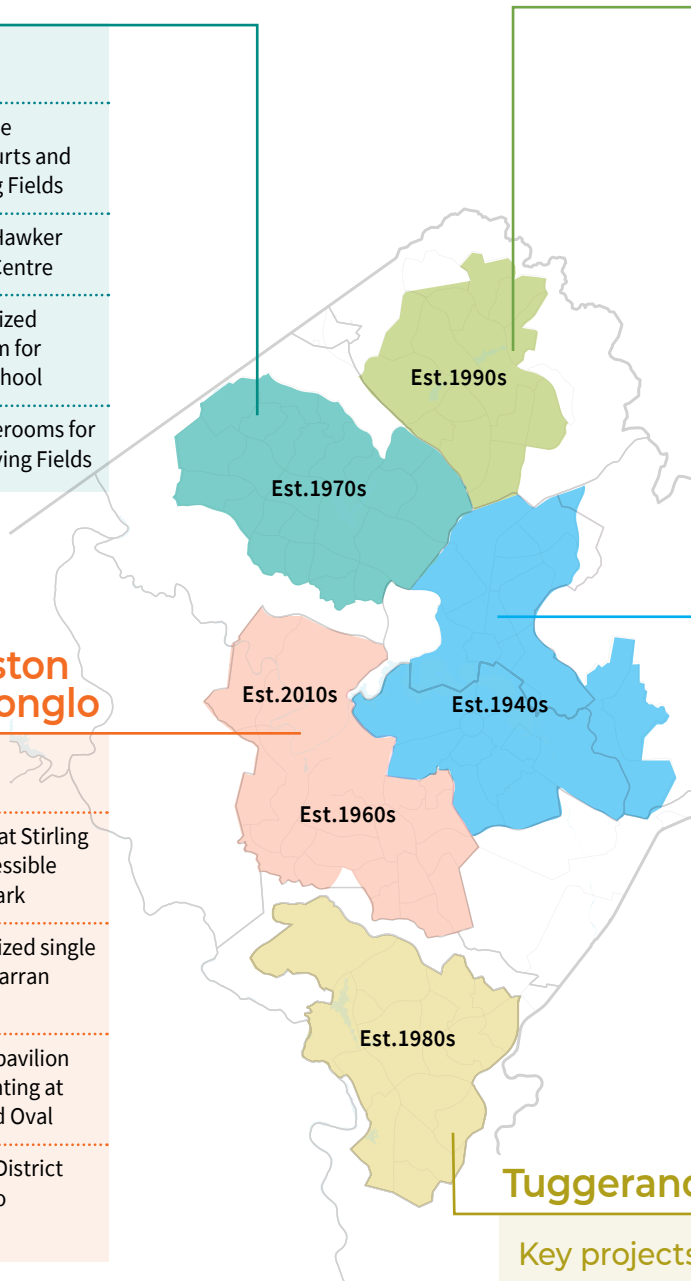 e
urts and
g Fields
Hawker
Centre
ized
m for
hool
erooms for
ying Fields
Est.1990s
Est.1970s
Est.2010s
Est.1940s
Est.1960s
Est.1980s
ston
onglo
at Stirling
essible
ark
ized single
arran
pavilion
hting at
d Oval
District
o
Tuggerano
Key projects